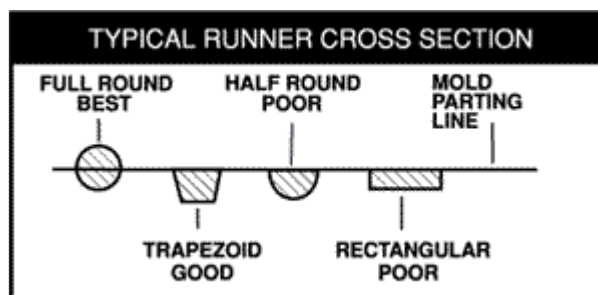 TYPICAL RUNNER CROSS SECTION
FULL ROUND
BEST
HALF ROUND
POOR
MOLD
PARTING
LINE
TRAPEZOID
GOOD
RECTANGULAR
POOR